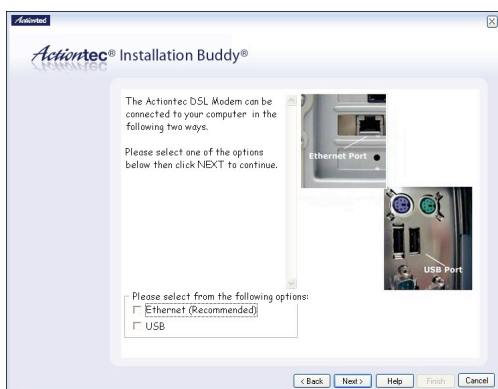 Actiontec
Actiontec® Installation Buddy®
The Actiontec DSL Modem can be
connected to your computer in the
following two ways.
Please select one of the options
below then click NEXT to continue.
Ethernet Port
USB Port
Please select from the following options:
Ethernet (Recommended)
USB
< Back
Next >
Help
Finish
Cancel